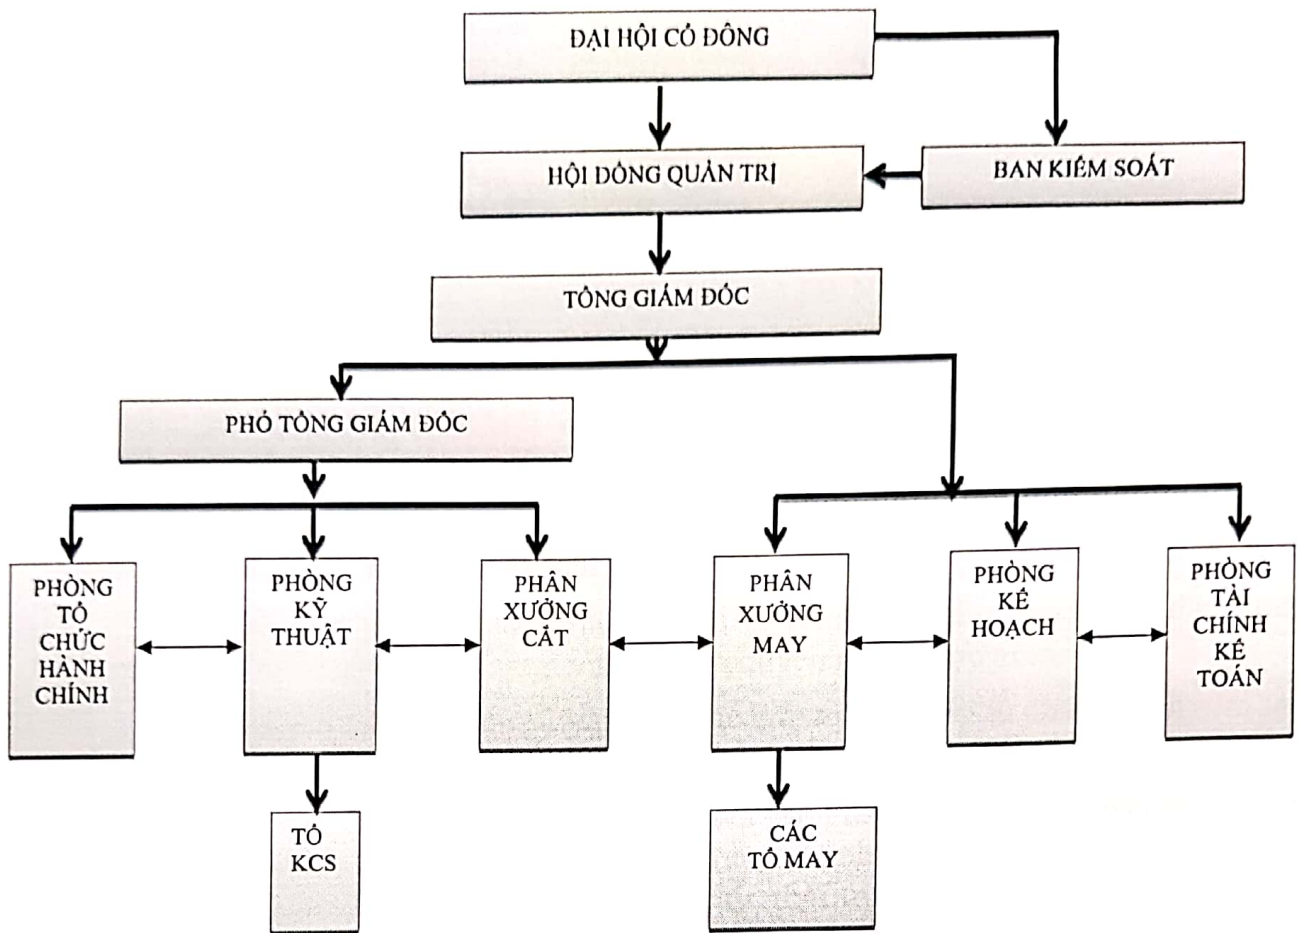 ĐẠI HỘI CỔ ĐÔNG
HỘI ĐỒNG QUẢN TRỊ
BAN KIỂM SOÁT
TỔNG GIÁM ĐỐC
PHÓ TỔNG GIÁM ĐỐC
PHÒNG
TỔ
CHỨC
HÀNH
CHÍNH
PHÒNG
KỸ
THUẬT
PHÂN
XƯỞNG
CẮT
PHÂN
XƯỞNG
MAY
PHÒNG
KẾ
HOẠCH
PHÒNG
TÀI
CHÍNH
KẾ
TOÁN
TỔ
KCS
CÁC
TỔ MAY